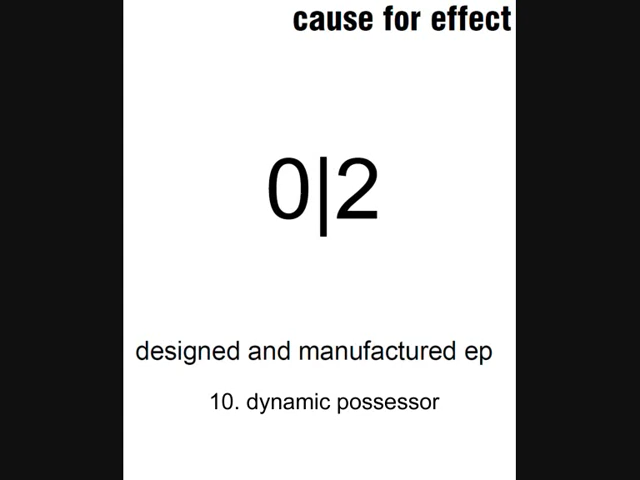 cause for effect
0|2
designed and manufactured ep
10. dynamic possessor